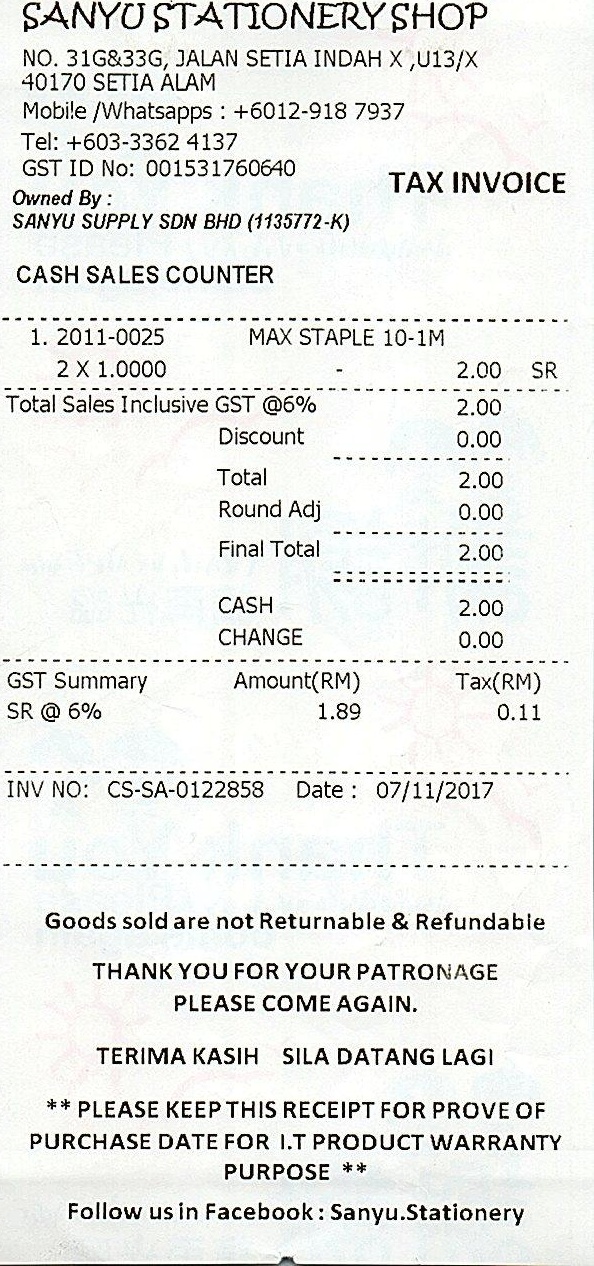 SANYU STATIONERY SHOP
NO. 31G&33G, JALAN SETIA INDAH X ,U13/X
40170 SETIA ALAM
Mobile /Whatsapps : +6012-918 7937
Tel: +603-3362 4137
GST ID No: 001531760640
TAX INVOICE
Owned By :
SANYU SUPPLY SDN BHD (1135772-K)
CASH SALES COUNTER
1. 2011-0025 MAX STAPLE 10-1M
2 X 1.0000 - 2.00 SR
Total Sales Inclusive GST @6% 2.00
Discount 0.00
Total 2.00
Round Adj 0.00
Final Total 2.00
CASH 2.00
CHANGE 0.00
GST Summary Amount(RM) Tax(RM)
SR @ 6% 1.89 0.11
INV NO: CS-SA-0122858 Date : 07/11/2017
Goods sold are not Returnable & Refundable
THANK YOU FOR YOUR PATRONAGE
PLEASE COME AGAIN.
TERIMA KASIH SILA DATANG LAGI
** PLEASE KEEP THIS RECEIPT FOR PROVE OF
PURCHASE DATE FOR I.T PRODUCT WARRANTY
PURPOSE **
Follow us in Facebook : Sanyu.Stationery